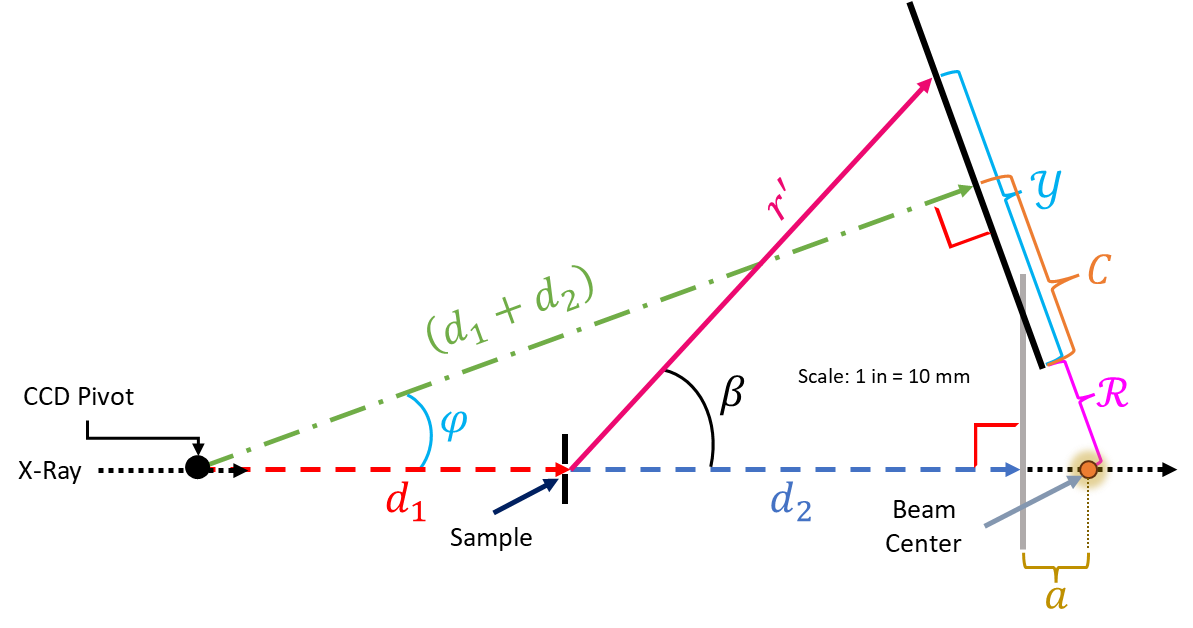 𝒴
r′
C
(d₁ + d₂)
Scale: 1 in = 10 mm
β
CCD Pivot
φ
ℛ
X-Ray
d₁
d₂
Sample
Beam
Center
a